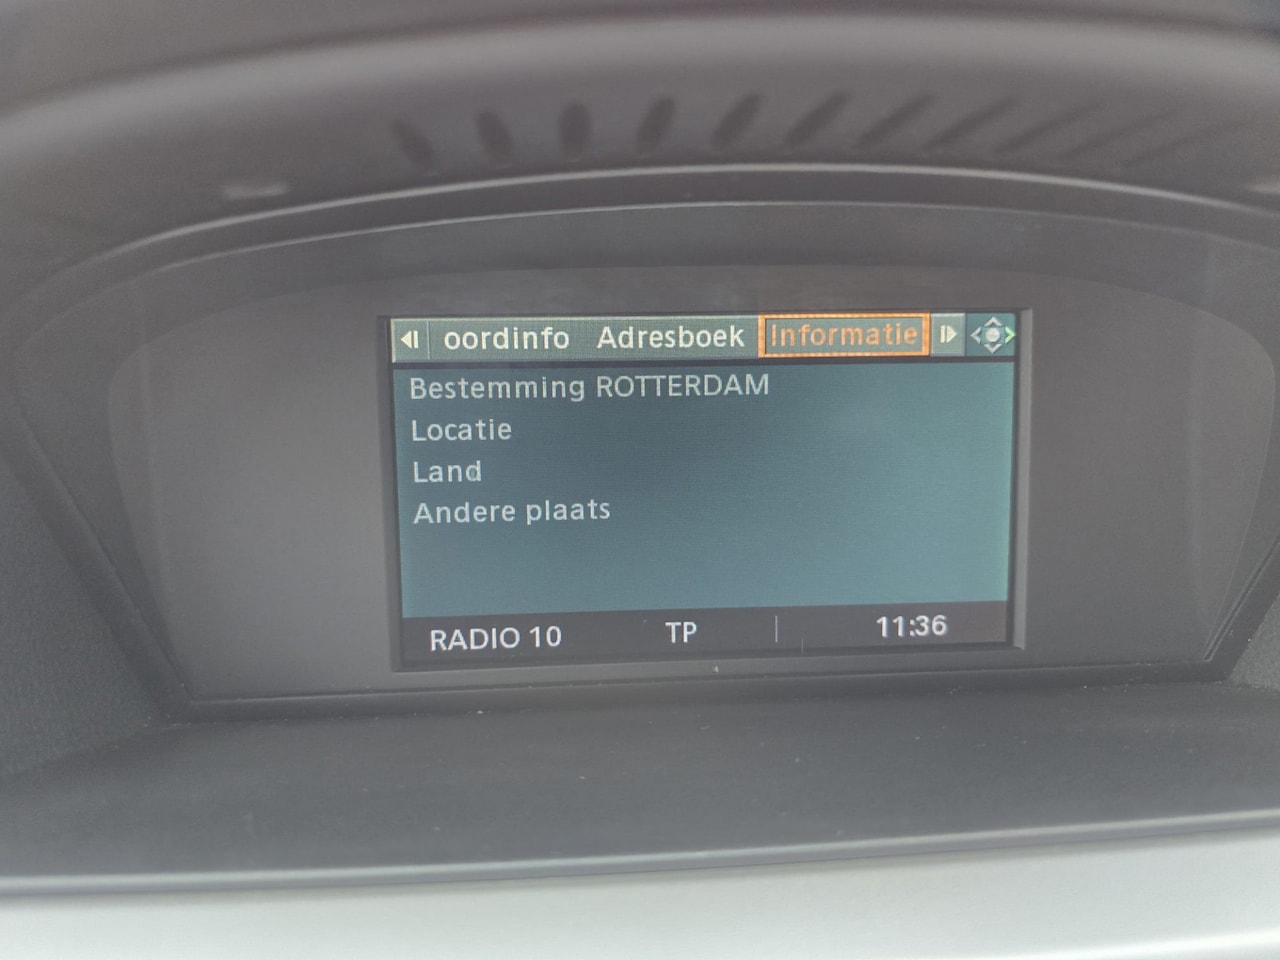 oordinfo Adresboek Informatie
Bestemming ROTTERDAM
Locatie
Land
Andere plaats
RADIO 10 TP 11:36